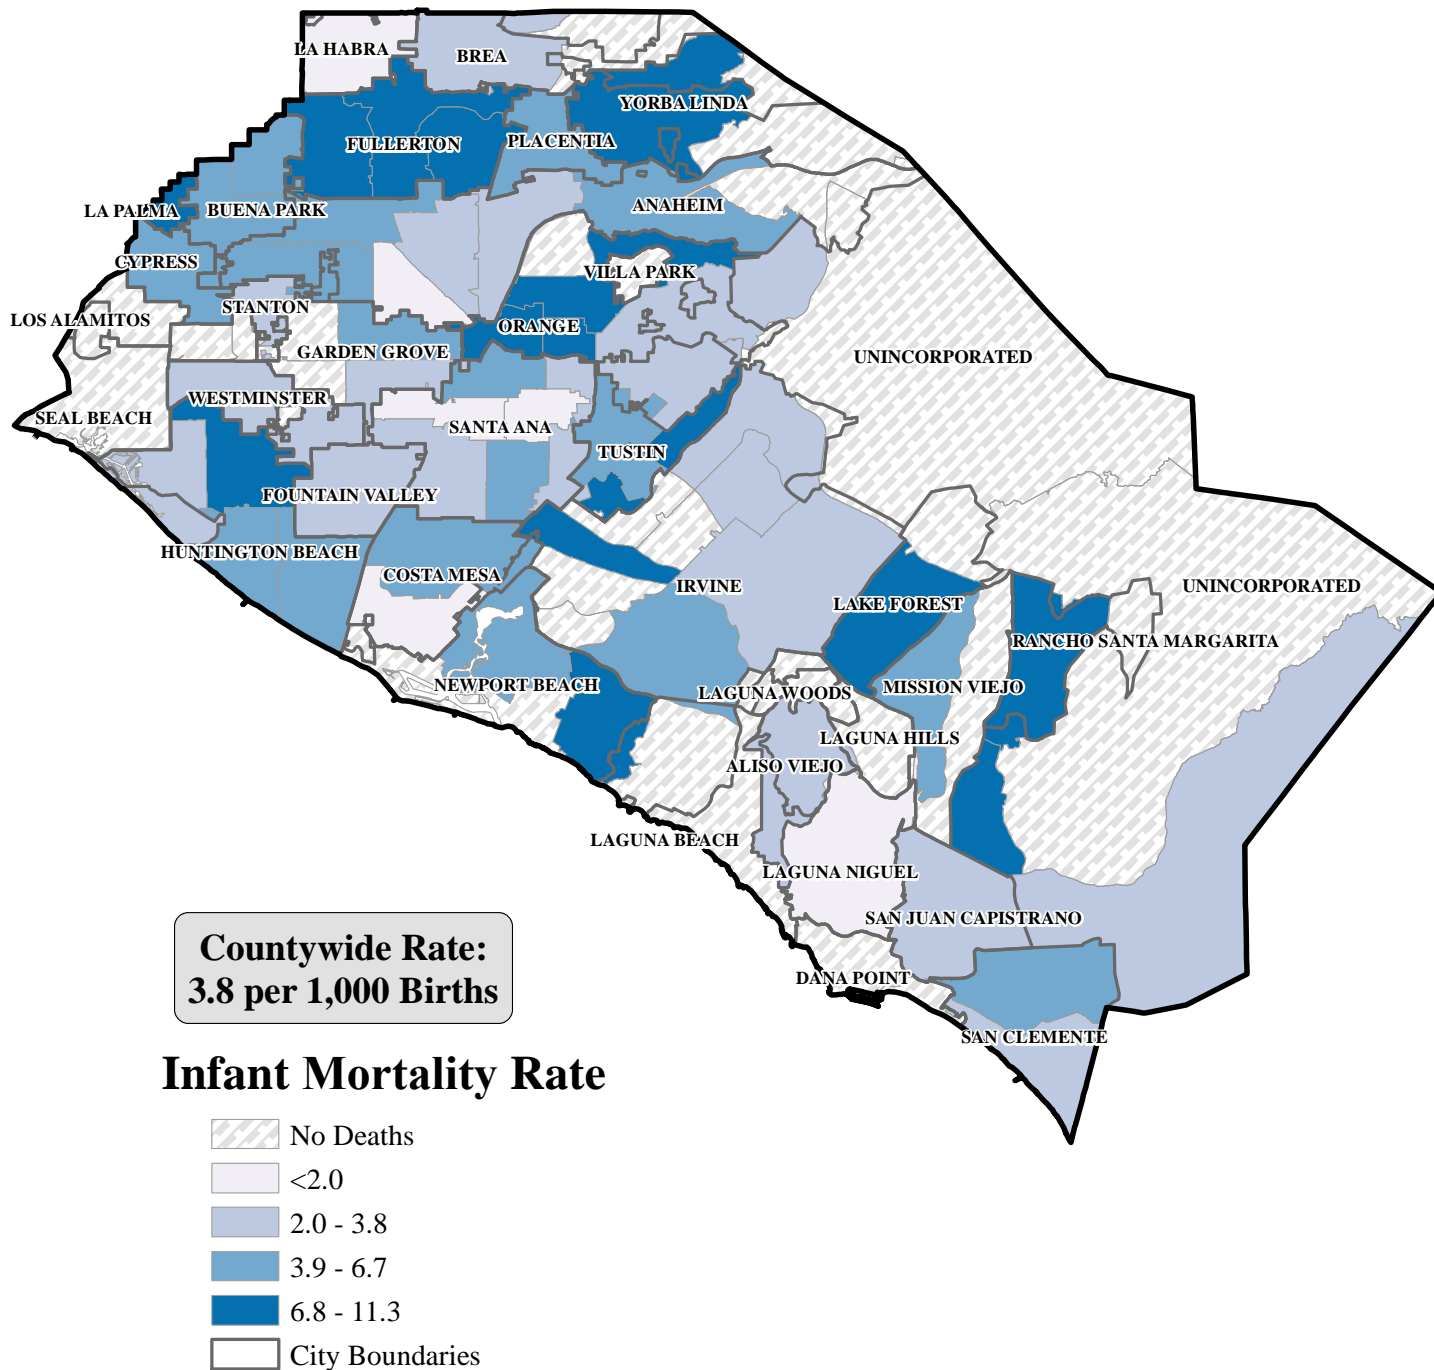 LA HABRA
BREA
YORBA LINDA
FULLERTON
PLACENTIA
LA PALMA
BUENA PARK
ANAHEIM
CYPRESS
VILLA PARK
STANTON
LOS ALAMITOS
ORANGE
GARDEN GROVE
UNINCORPORATED
WESTMINSTER
SEAL BEACH
SANTA ANA
TUSTIN
FOUNTAIN VALLEY
HUNTINGTON BEACH
COSTA MESA
IRVINE
UNINCORPORATED
LAKE FOREST
RANCHO SANTA MARGARITA
NEWPORT BEACH
LAGUNA WOODS
MISSION VIEJO
LAGUNA HILLS
ALISO VIEJO
LAGUNA BEACH
LAGUNA NIGUEL
SAN JUAN CAPISTRANO
DANA POINT
SAN CLEMENTE
Countywide Rate:
3.8 per 1,000 Births
Infant Mortality Rate
No Deaths
<2.0
2.0 - 3.8
3.9 - 6.7
6.8 - 11.3
City Boundaries